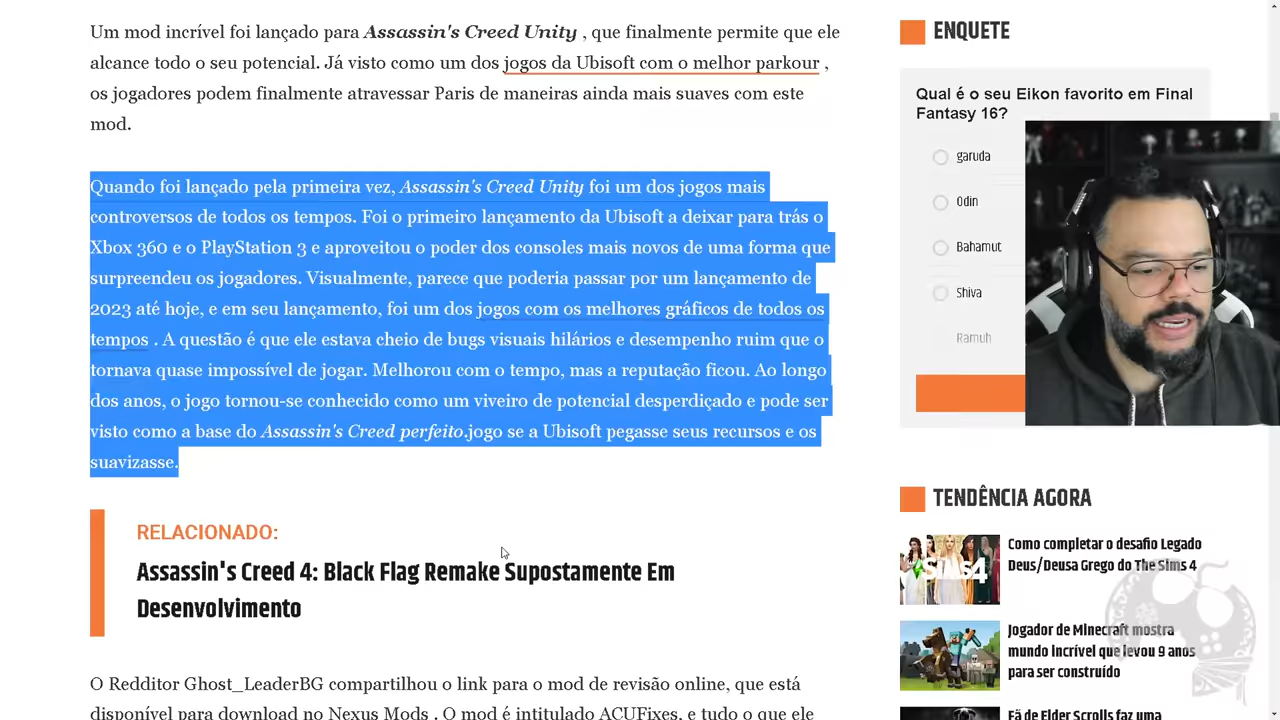 Um mod incrível foi lançado para Assassin's Creed Unity , que finalmente permite que ele
alcance todo o seu potencial. Já visto como um dos jogos da Ubisoft com o melhor parkour ,
os jogadores podem finalmente atravessar Paris de maneiras ainda mais suaves com este
mod.
Quando foi lançado pela primeira vez, Assassin's Creed Unity foi um dos jogos mais
controversos de todos os tempos. Foi o primeiro lançamento da Ubisoft a deixar para trás o
Xbox 360 e o PlayStation 3 e aproveitou o poder dos consoles mais novos de uma forma que
surpreendeu os jogadores. Visualmente, parece que poderia passar por um lançamento de
2023 até hoje, e em seu lançamento, foi um dos jogos com os melhores gráficos de todos os
tempos . A questão é que ele estava cheio de bugs visuais hilários e desempenho ruim que o
tornava quase impossível de jogar. Melhorou com o tempo, mas a reputação ficou. Ao longo
dos anos, o jogo tornou-se conhecido como um viveiro de potencial desperdiçado e pode ser
visto como a base do Assassin's Creed perfeito.jogo se a Ubisoft pegasse seus recursos e os
suavizasse.
RELACIONADO:
Assassin's Creed 4: Black Flag Remake Supostamente Em
Desenvolvimento
O Redditor Ghost_LeaderBG compartilhou o link para o mod de revisão online, que está
disponível para download no Nexus Mods . O mod é intitulado ACUFixes, e tudo o que ele
ENQUETE
Qual é o seu Eikon favorito em Final
Fantasy 16?
garuda
Odin
Bahamut
Shiva
Ramuh
TENDÊNCIA AGORA
SIMS4
Como completar o desafio Legado
Deus/Deusa Grego do The Sims 4
Jogador de Minecraft mostra
mundo incrível que levou 9 anos
para ser construído
Fã de Elder Scrolls faz uma